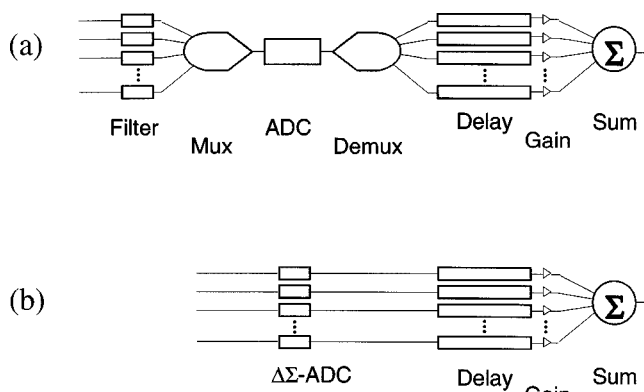 (a)
Σ
Filter
Mux
ADC
Demux
Delay
Gain
Sum
(b)
Σ
ΔΣ-ADC
Delay
Gain
Sum